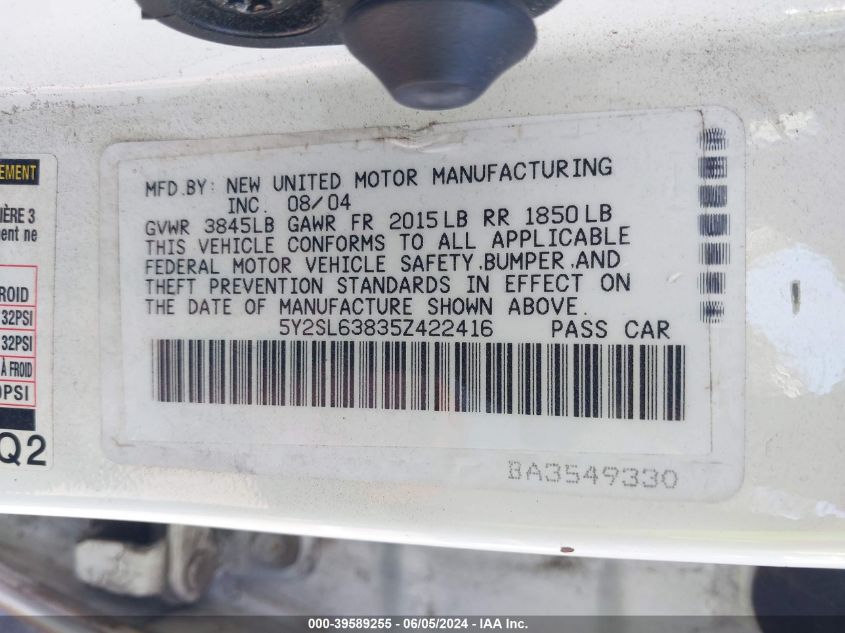 EMENT
IÈRE 3
ment ne
ROID
32PSI
32PSI
À FROID
0PSI
Q2
MFD.BY: NEW UNITED MOTOR MANUFACTURING
INC. 08/04
GVWR 3845LB GAWR FR 2015LB RR 1850LB
THIS VEHICLE CONFORMS TO ALL APPLICABLE
FEDERAL MOTOR VEHICLE SAFETY,BUMPER,AND
THEFT PREVENTION STANDARDS IN EFFECT ON
THE DATE OF MANUFACTURE SHOWN ABOVE.
5Y2SL63835Z422416 PASS CAR
BA3549330
000-39589255 - 06/05/2024 - IAA Inc.